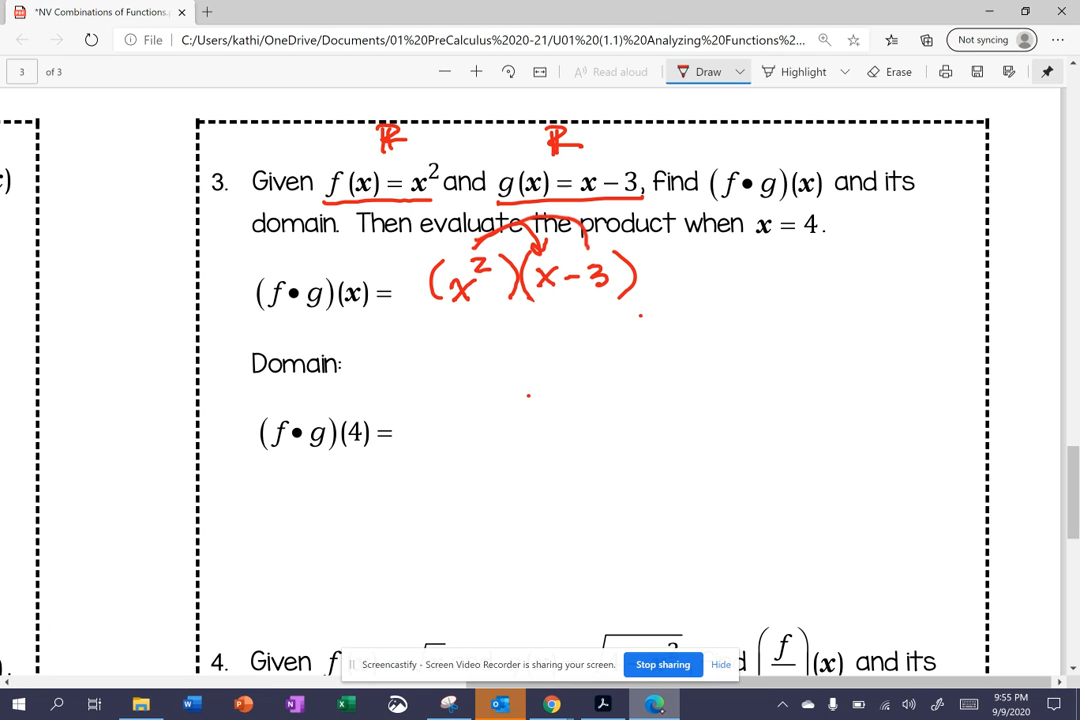 *NV Combinations of Functions.p
File C:/Users/kathi/OneDrive/Documents/01%20PreCalculus%2020-21/U01%20(1.1)%20Analyzing%20Functions%2... Not syncing
3 of 3 Read aloud Draw Highlight Erase
ℝ ℝ
3. Given f(x) = x² and g(x) = x − 3, find (f • g)(x) and its
domain. Then evaluate the product when x = 4.
(f • g)(x) = (x²)(x − 3)
Domain:
(f • g)(4) =
4. Given f (f/ )(x) and its
Screencastify - Screen Video Recorder is sharing your screen. Stop sharing Hide
9:55 PM
9/9/2020